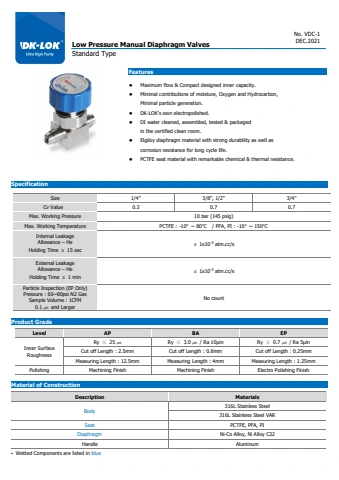 DK-LOK
Ultra High Purity
No. VDC-1
DEC.2021
Low Pressure Manual Diaphragm Valves
Standard Type
Features
● Maximum flow & Compact designed inner capacity.
● Minimal contributions of moisture, Oxygen and Hydrocarbon,
Minimal particle generation.
● DK-LOK's own electropolished.
● DI water cleaned, assembled, tested & packaged
in the certified clean room.
● Elgiloy diaphragm material with strong durability as well as
corrosion resistance for long cycle life.
● PCTFE seat material with remarkable chemical & thermal resistance.
Specification
Size 1/4" 3/8", 1/2" 3/4"
Cv Value 0.3 0.7 0.7
Max. Working Pressure 10 bar (145 psig)
Max. Working Temperature PCTFE : -10° ~ 80℃ / PFA, PI : -10° ~ 150℃
Internal Leakage
Allowance – He
Holding Time ≥ 15 sec
≤ 1x10⁻⁹ atm.cc/s
External Leakage
Allowance – He
Holding Time ≥ 1 min
≤ 1x10⁻⁹ atm.cc/s
Particle Inspection (EP Only)
Pressure : 60~80psi N2 Gas
Sample Volume : 1CFM
0.1㎛ and Larger
No count
Product Grade
Level AP BA EP
Inner Surface
Roughness
Ry ≤ 25㎛ Ry ≤ 3.0㎛ / Ra 10μin Ry ≤ 0.7㎛ / Ra 5μin
Cut off Length : 2.5mm Cut off Length : 0.8mm Cut off Length : 0.25mm
Measuring Length : 12.5mm Measuring Length : 4mm Measuring Length : 1.25mm
Polishing Machining Finish Machining Finish Electro Polishing Finish
Material of Construction
Description Materials
Body
316L Stainless Steel
316L Stainless Steel VAR
Seat PCTFE, PFA, PI
Diaphragm Ni-Co Alloy, Ni Alloy C22
Handle Aluminum
• Wetted Components are listed in blue